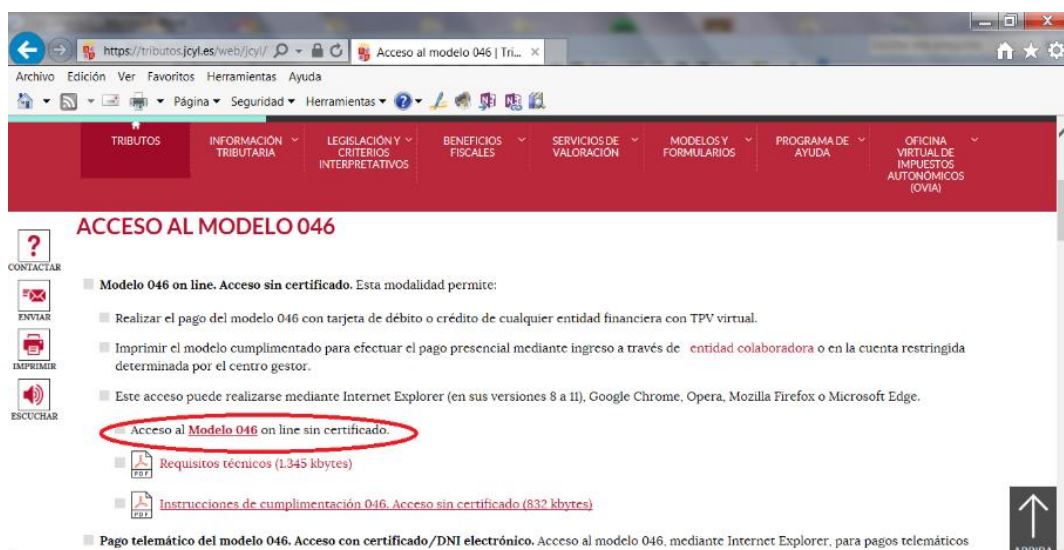 https://tributos.jcyl.es/web/jcyl/
Acceso al modelo 046 | Tri...
Archivo Edición Ver Favoritos Herramientas Ayuda
Página Seguridad Herramientas
TRIBUTOS
INFORMACIÓN
TRIBUTARIA
LEGISLACIÓN Y
CRITERIOS
INTERPRETATIVOS
BENEFICIOS
FISCALES
SERVICIOS DE
VALORACIÓN
MODELOS Y
FORMULARIOS
PROGRAMA DE
AYUDA
OFICINA
VIRTUAL DE
IMPUESTOS
AUTONÓMICOS
(OVIA)
ACCESO AL MODELO 046
CONTACTAR
ENVIAR
IMPRIMIR
ESCUCHAR
Modelo 046 on line. Acceso sin certificado. Esta modalidad permite:
Realizar el pago del modelo 046 con tarjeta de débito o crédito de cualquier entidad financiera con TPV virtual.
Imprimir el modelo cumplimentado para efectuar el pago presencial mediante ingreso a través de entidad colaboradora o en la cuenta restringida
determinada por el centro gestor.
Este acceso puede realizarse mediante Internet Explorer (en sus versiones 8 a 11), Google Chrome, Opera, Mozilla Firefox o Microsoft Edge.
Acceso al Modelo 046 on line sin certificado.
PDF
Requisitos técnicos (1.345 kbytes)
PDF
Instrucciones de cumplimentación 046. Acceso sin certificado (832 kbytes)
Pago telemático del modelo 046. Acceso con certificado/DNI electrónico. Acceso al modelo 046, mediante Internet Explorer, para pagos telemáticos
ARRIBA